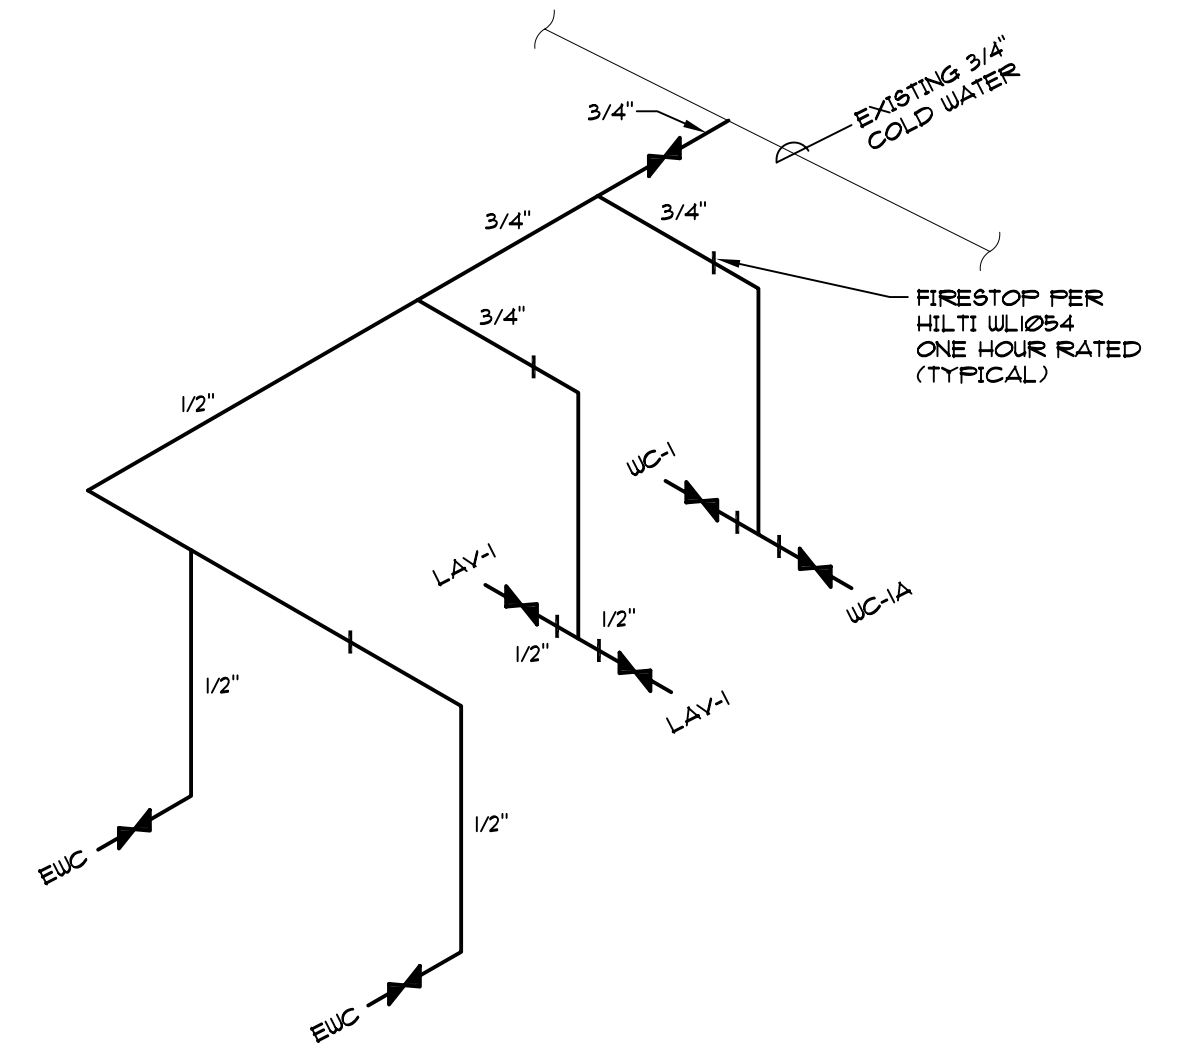 EXISTING 3/4"
COLD WATER
3/4"
3/4"
3/4"
FIRESTOP PER
HILTI WL1054
ONE HOUR RATED
(TYPICAL)
3/4"
1/2"
WC-1
LAV-1
WC-1A
1/2"
1/2"
1/2"
LAV-1
1/2"
EWC
EWC